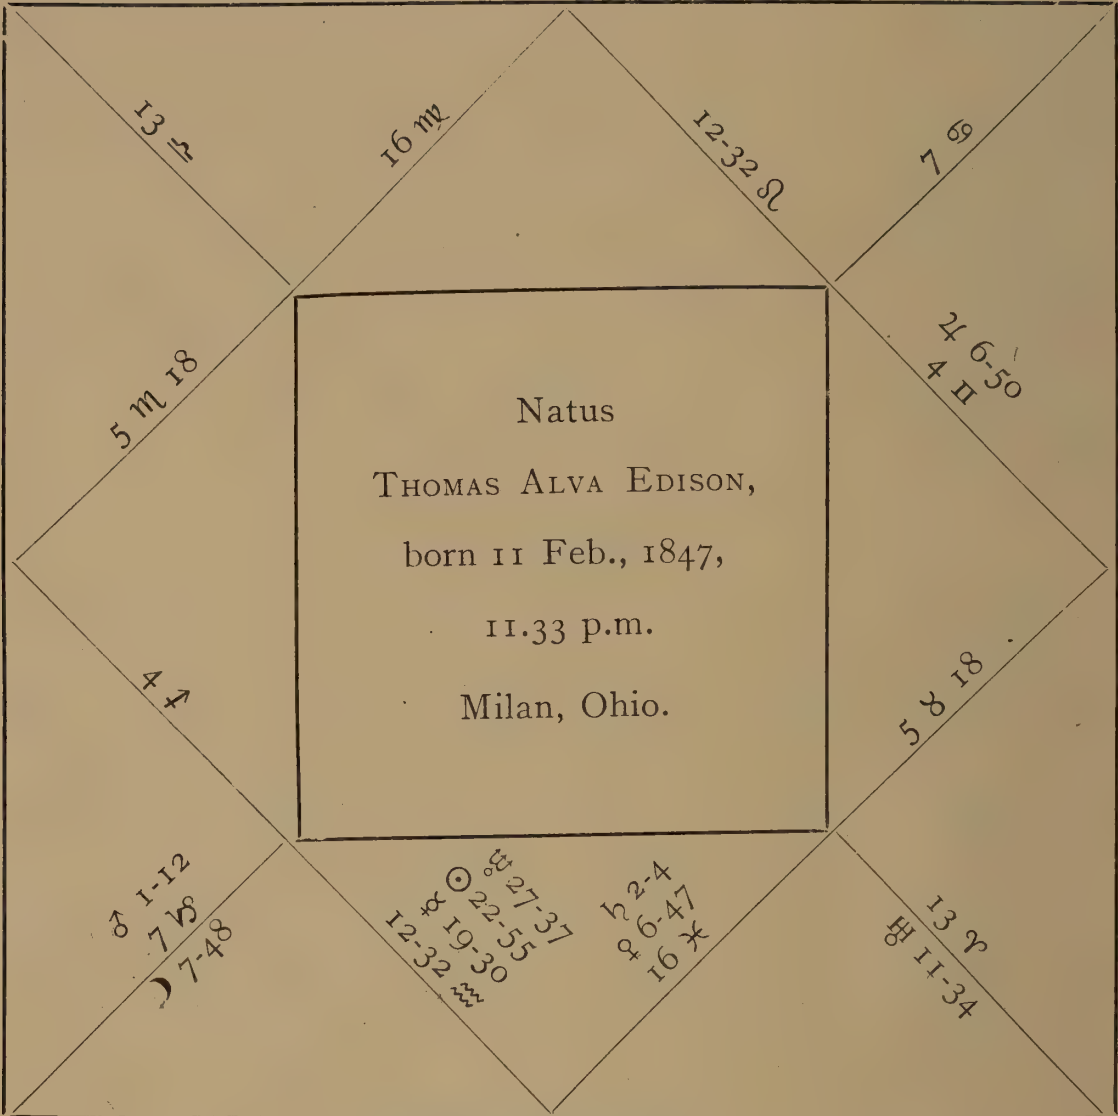 13 ♎
16 ♍
12-32 ♌
7 ♋
5 ♏ 18
♃ 6-50
4 ♊
Natus
Thomas Alva Edison,
born 11 Feb., 1847,
11.33 p.m.
Milan, Ohio.
4 ♐
5 ♉ 18
♂ 1-12
7 ♑
☽ 7-48
♆ 27-37
☉ 22-55
☿ 19-30
12-32 ♒
♄ 2-4
♀ 6-47
16 ♓
13 ♈
♅ 11-34